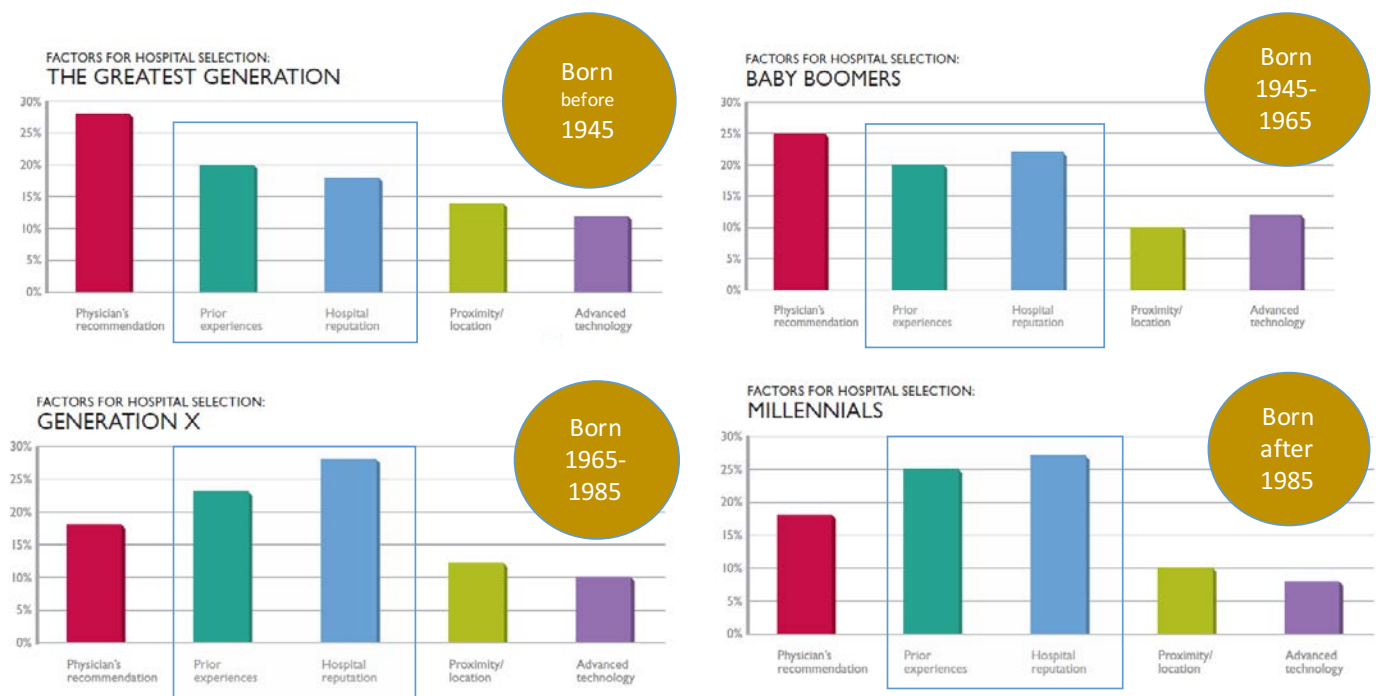 FACTORS FOR HOSPITAL SELECTION:
THE GREATEST GENERATION
Born
before
1945
30%
25%
20%
15%
10%
5%
0%
Physician's
recommendation
Prior
experiences
Hospital
reputation
Proximity/
location
Advanced
technology
FACTORS FOR HOSPITAL SELECTION:
BABY BOOMERS
Born
1945-
1965
30%
25%
20%
15%
10%
5%
0%
Physician's
recommendation
Prior
experiences
Hospital
reputation
Proximity/
location
Advanced
technology
FACTORS FOR HOSPITAL SELECTION:
GENERATION X
Born
1965-
1985
30%
25%
20%
15%
10%
5%
0%
Physician's
recommendation
Prior
experiences
Hospital
reputation
Proximity/
location
Advanced
technology
FACTORS FOR HOSPITAL SELECTION:
MILLENNIALS
Born
after
1985
30%
25%
20%
15%
10%
5%
0%
Physician's
recommendation
Prior
experiences
Hospital
reputation
Proximity/
location
Advanced
technology